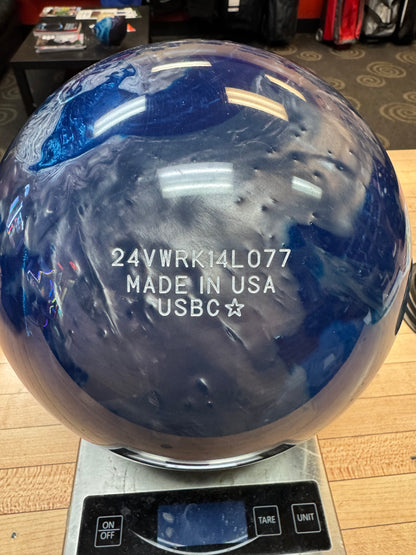 24VWRK14L077
MADE IN USA
USBC☆
ON
OFF
TARE
UNIT